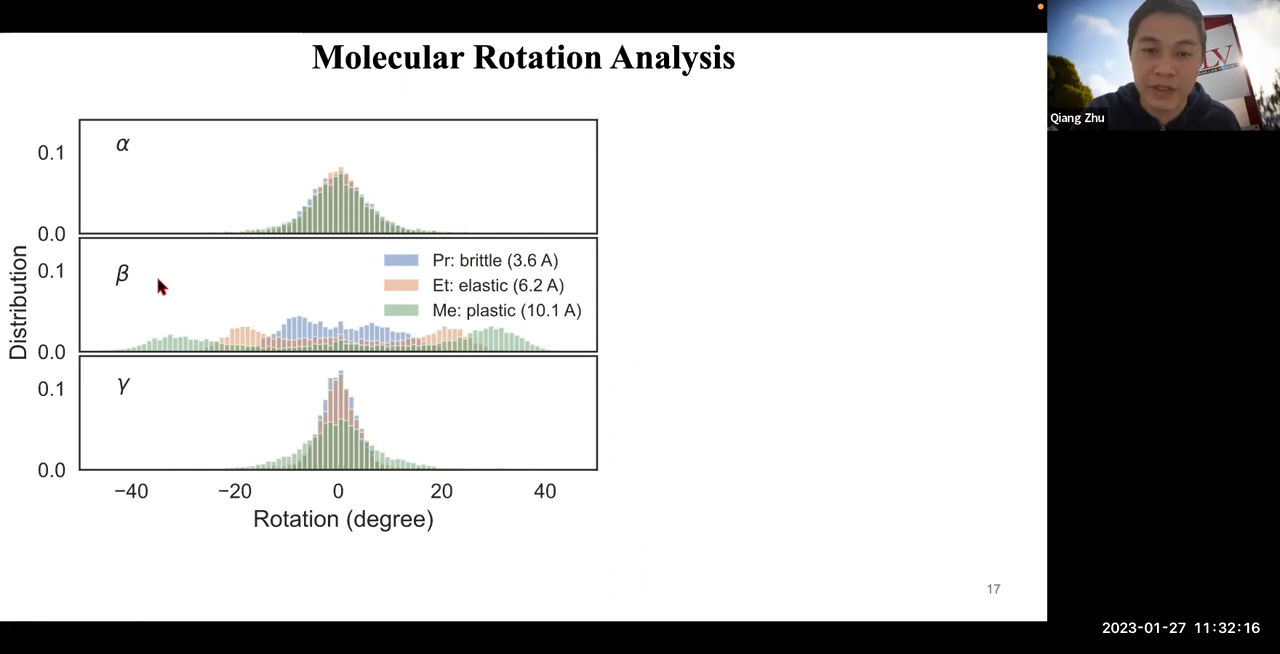 Molecular Rotation Analysis
α
0.1
0.0
β
0.1
0.0
Pr: brittle (3.6 A)
Et: elastic (6.2 A)
Me: plastic (10.1 A)
γ
0.1
0.0
Distribution
−40 −20 0 20 40
Rotation (degree)
17
LV
Qiang Zhu
2023-01-27 11:32:16